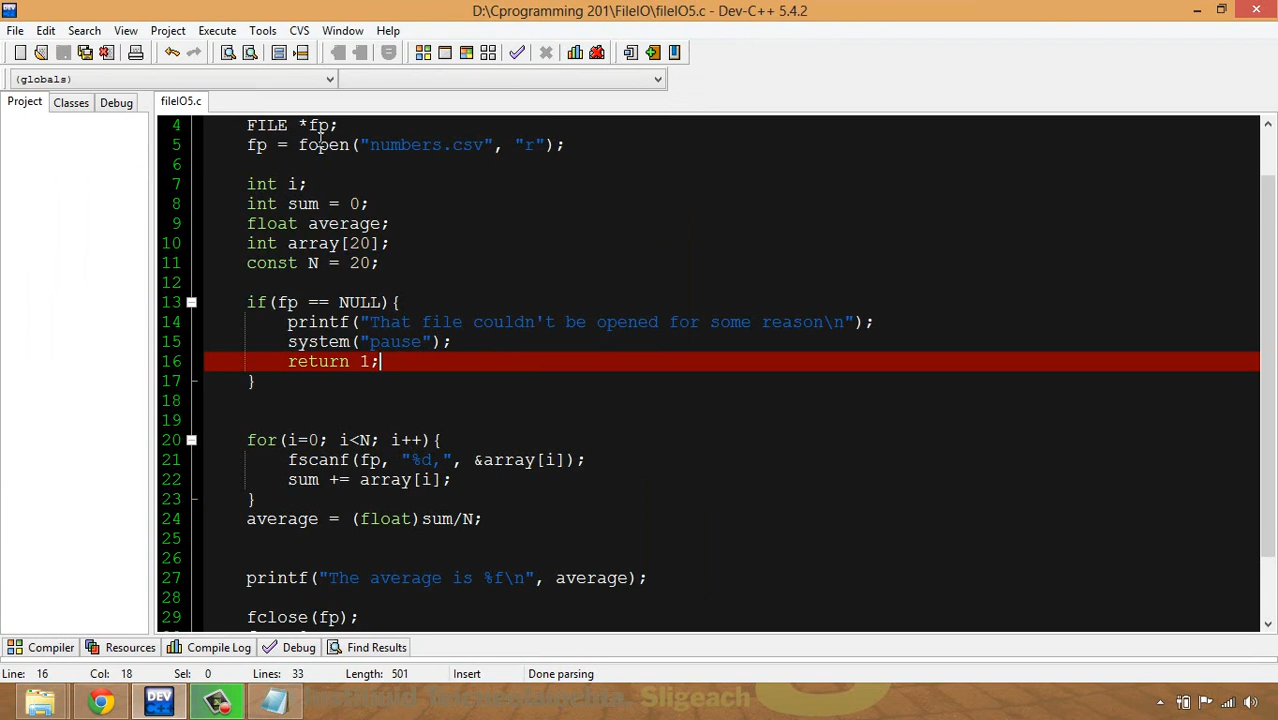 D:\Cprogramming 201\FileIO\fileIO5.c - Dev-C++ 5.4.2
File Edit Search View Project Execute Tools CVS Window Help
(globals)
Project Classes Debug fileIO5.c
4 FILE *fp;
5 fp = fopen("numbers.csv", "r");
6
7 int i;
8 int sum = 0;
9 float average;
10 int array[20];
11 const N = 20;
12
13 if(fp == NULL){
14 printf("That file couldn't be opened for some reason\n");
15 system("pause");
16 return 1;
17 }
18
19
20 for(i=0; i<N; i++){
21 fscanf(fp, "%d,", &array[i]);
22 sum += array[i];
23 }
24 average = (float)sum/N;
25
26
27 printf("The average is %f\n", average);
28
29 fclose(fp);
Compiler Resources Compile Log Debug Find Results
Line: 16 Col: 18 Sel: 0 Lines: 33 Length: 501 Insert Done parsing
DEV
Sligeach